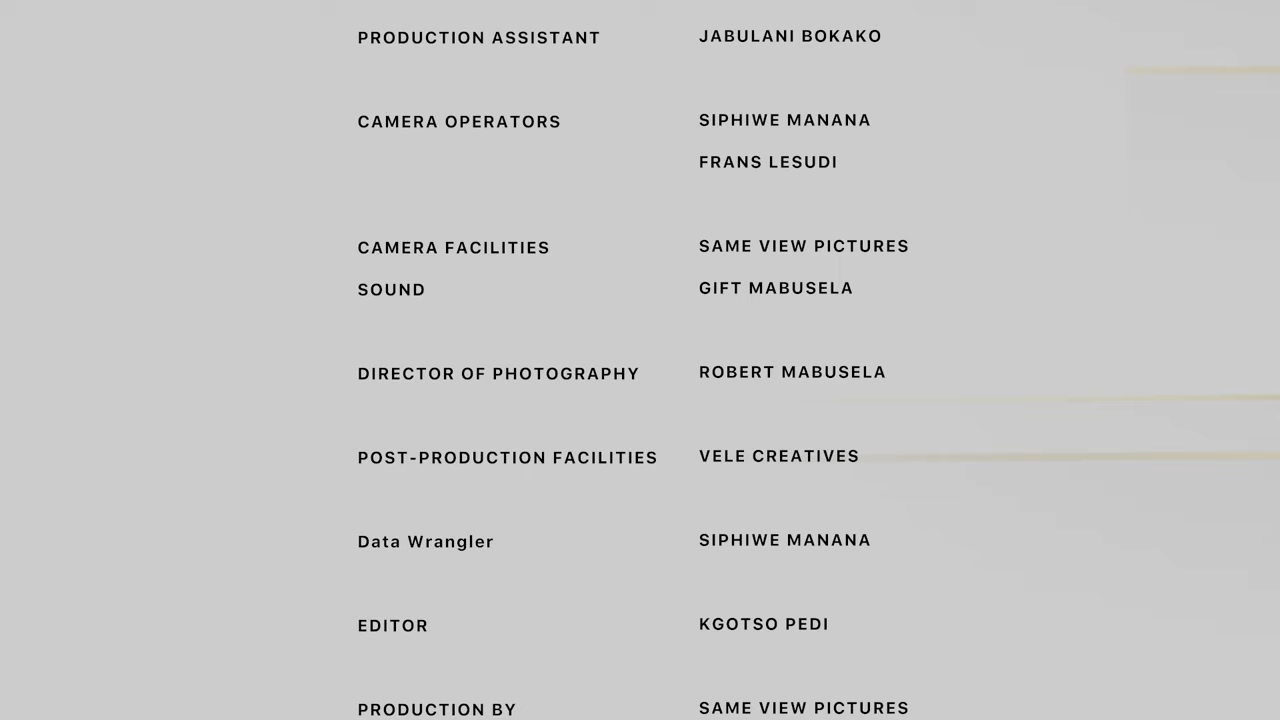 PRODUCTION ASSISTANT JABULANI BOKAKO
CAMERA OPERATORS SIPHIWE MANANA
FRANS LESUDI
CAMERA FACILITIES SAME VIEW PICTURES
SOUND GIFT MABUSELA
DIRECTOR OF PHOTOGRAPHY ROBERT MABUSELA
POST-PRODUCTION FACILITIES VELE CREATIVES
Data Wrangler SIPHIWE MANANA
EDITOR KGOTSO PEDI
PRODUCTION BY SAME VIEW PICTURES